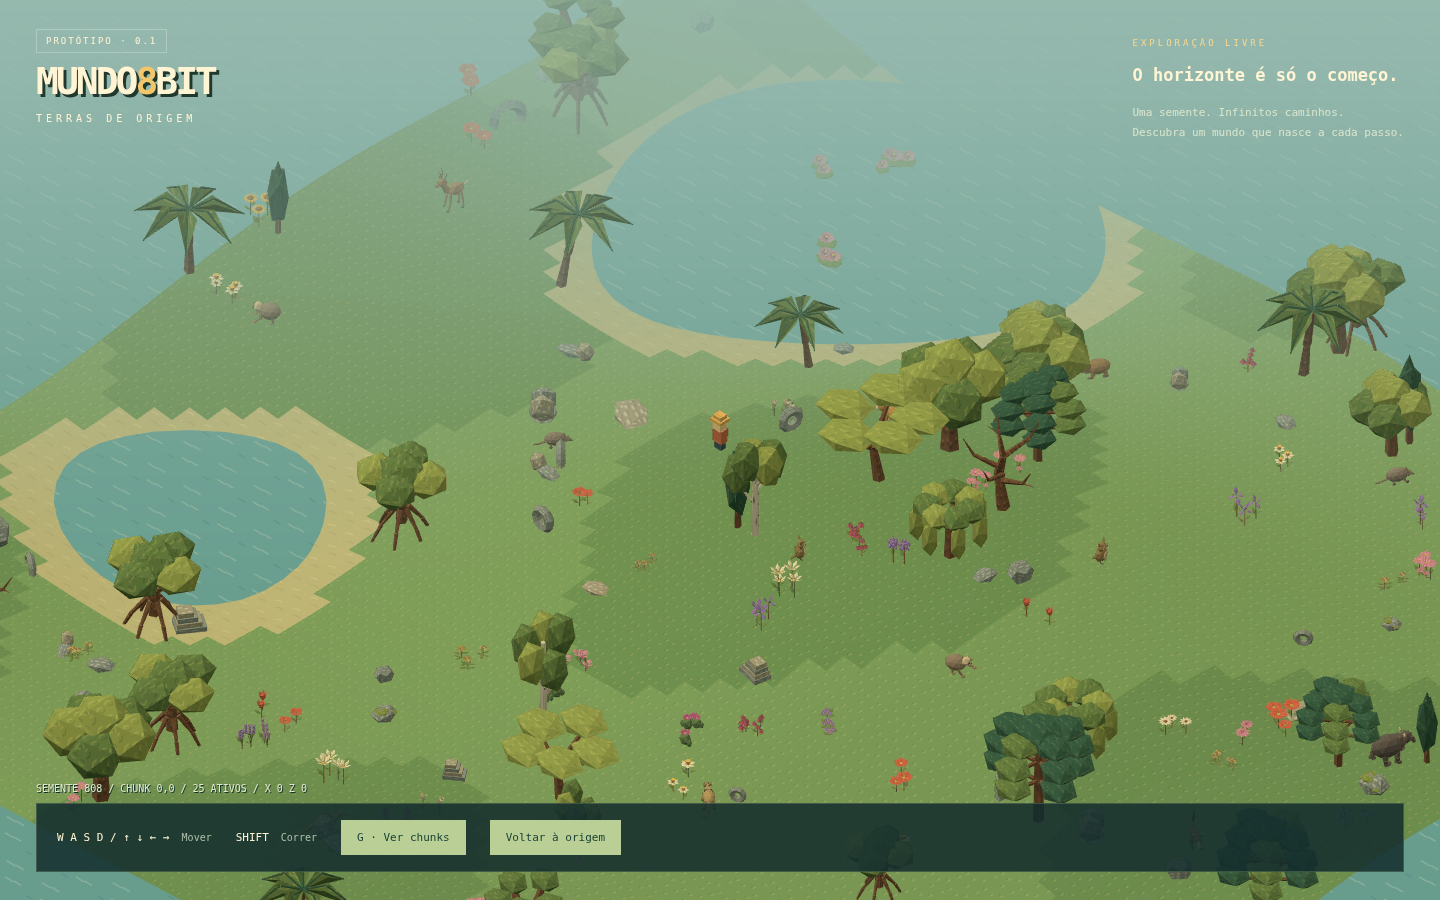 PROTÓTIPO · 0.1
MUNDO8BIT
TERRAS DE ORIGEM
EXPLORAÇÃO LIVRE
O horizonte é só o começo.
Uma semente. Infinitos caminhos.
Descubra um mundo que nasce a cada passo.
SEMENTE 808 / CHUNK 0,0 / 25 ATIVOS / X 0 Z 0
W A S D / ↑ ↓ ← → Mover SHIFT Correr G · Ver chunks Voltar à origem